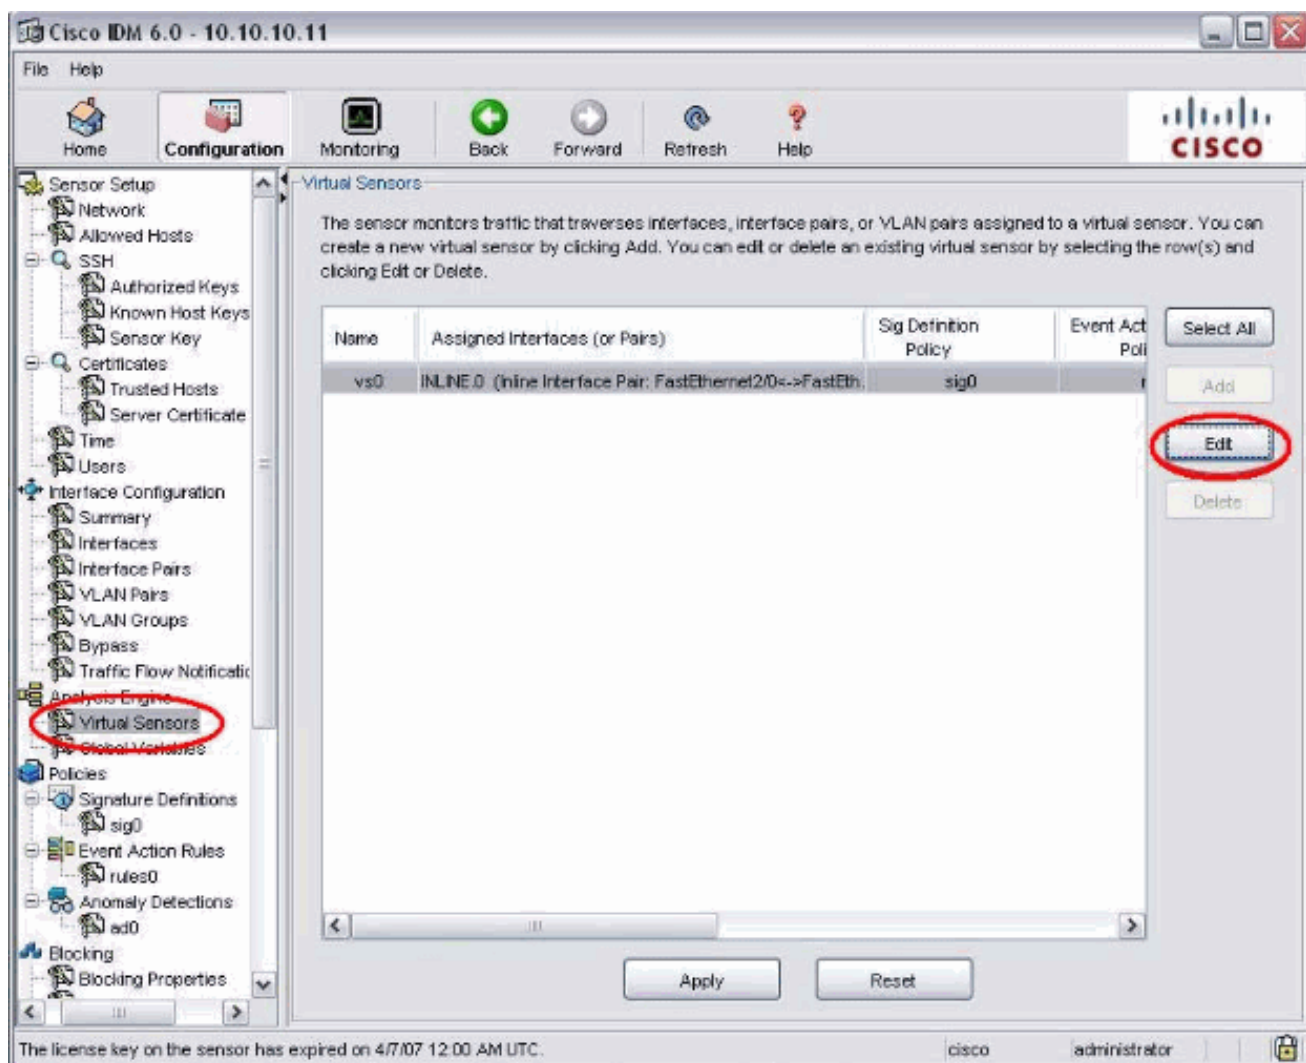 Cisco IDM 6.0 - 10.10.10.11
File Help
Home Configuration Monitoring Back Forward Refresh Help
CISCO
Sensor Setup
Network
Allowed Hosts
SSH
Authorized Keys
Known Host Keys
Sensor Key
Certificates
Trusted Hosts
Server Certificate
Time
Users
Interface Configuration
Summary
Interfaces
Interface Pairs
VLAN Pairs
VLAN Groups
Bypass
Traffic Flow Notificatic
Analysis Engine
Virtual Sensors
Global Variables
Policies
Signature Definitions
sig0
Event Action Rules
rules0
Anomaly Detections
ad0
Blocking
Blocking Properties
Virtual Sensors
The sensor monitors traffic that traverses interfaces, interface pairs, or VLAN pairs assigned to a virtual sensor. You can
create a new virtual sensor by clicking Add. You can edit or delete an existing virtual sensor by selecting the row(s) and
clicking Edit or Delete.
Name Assigned Interfaces (or Pairs) Sig Definition Policy Event Act Poli
vs0 INLINE.0 (Inline Interface Pair: FastEthernet2/0<->FastEth. sig0 r
Select All
Add
Edit
Delete
Apply Reset
The license key on the sensor has expired on 4/7/07 12:00 AM UTC. cisco administrator